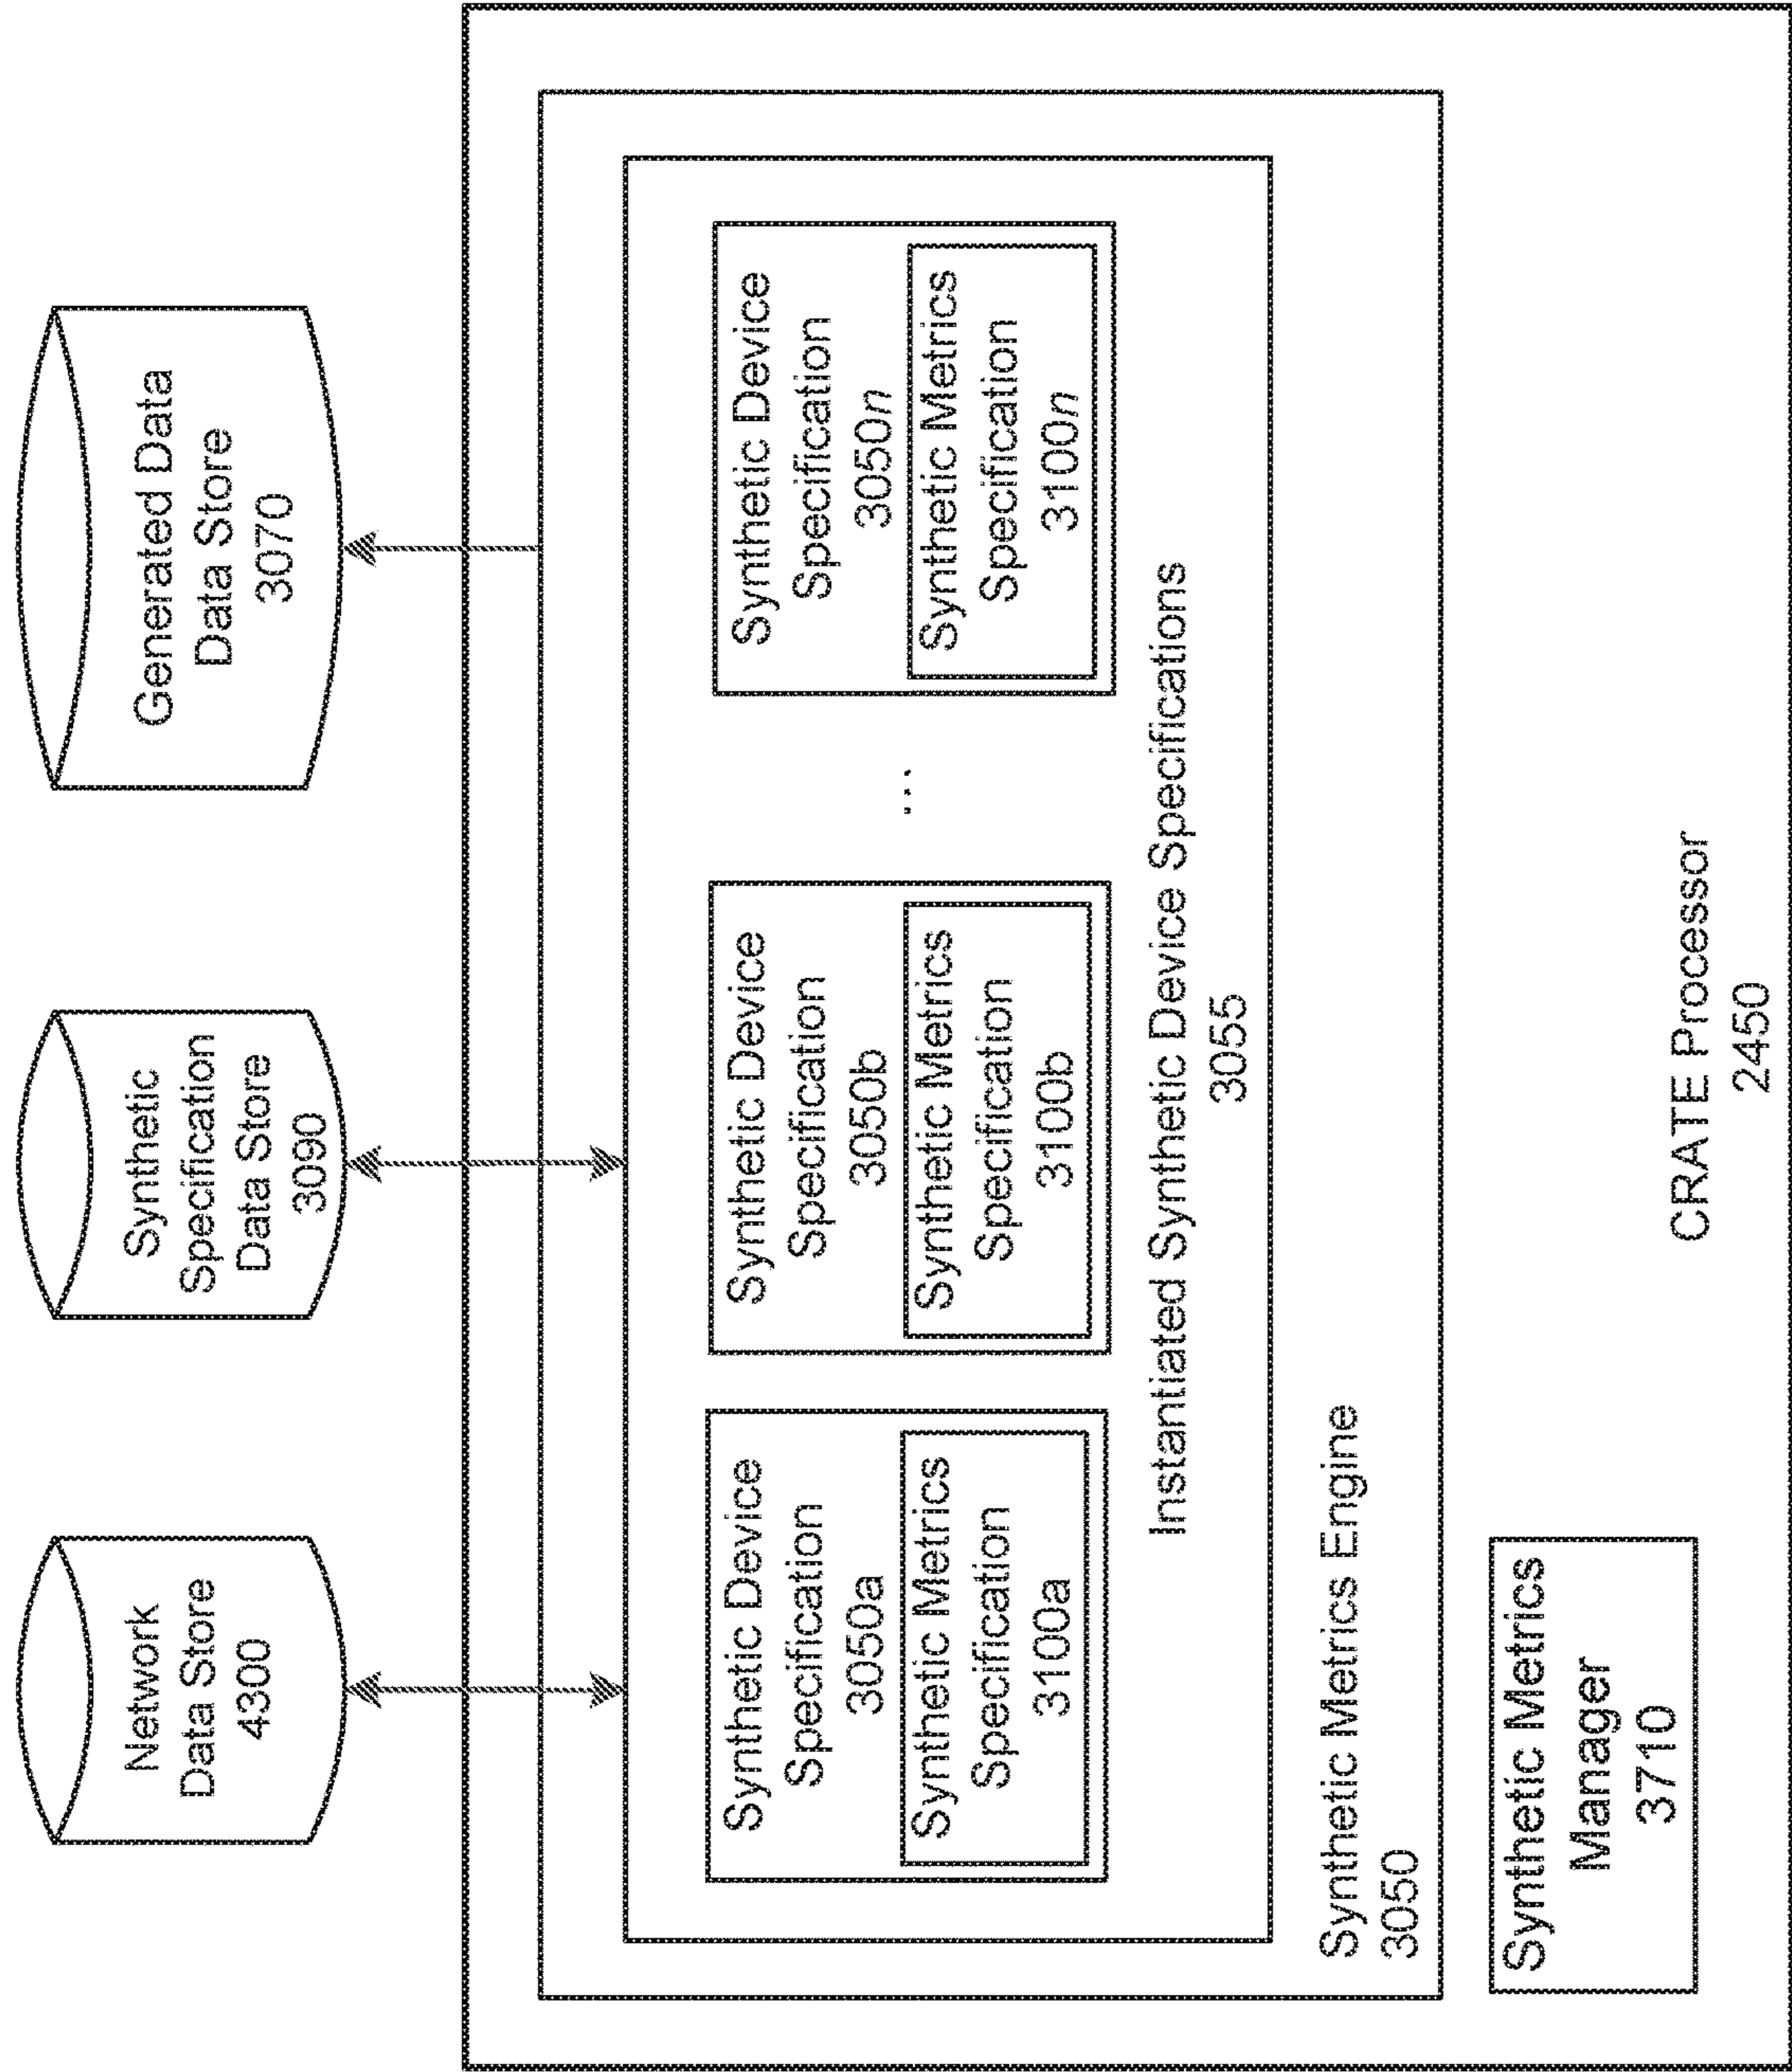 Network
Data Store
4300
Synthetic
Specification
Data Store
3090
Generated Data
Data Store
3070
Synthetic Device
Specification
3050a
Synthetic Metrics
Specification
3100a
Synthetic Device
Specification
3050b
Synthetic Metrics
Specification
3100b
...
Synthetic Device
Specification
3050n
Synthetic Metrics
Specification
3100n
Instantiated Synthetic Device Specifications
3055
Synthetic Metrics Engine
3050
Synthetic Metrics
Manager
3710
CRATE Processor
2450